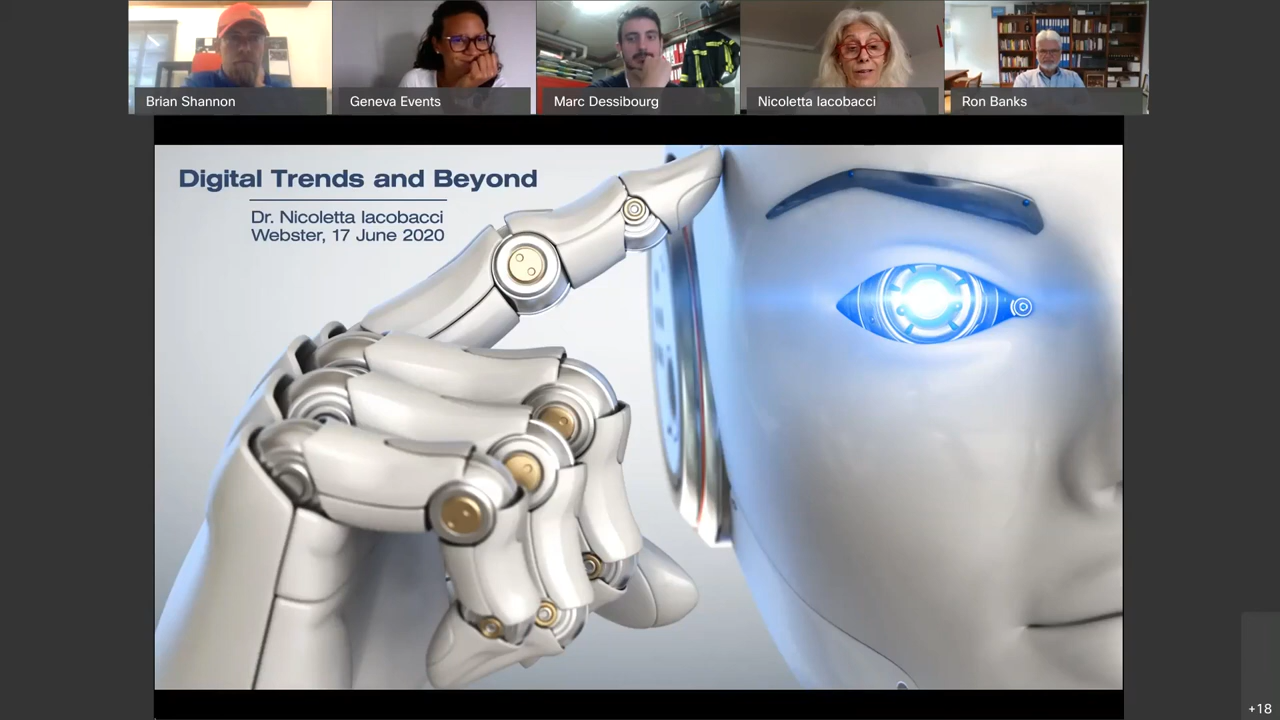 Brian Shannon
Geneva Events
Marc Dessibourg
Nicoletta Iacobacci
Ron Banks
Digital Trends and Beyond
Dr. Nicoletta Iacobacci
Webster, 17 June 2020
+18